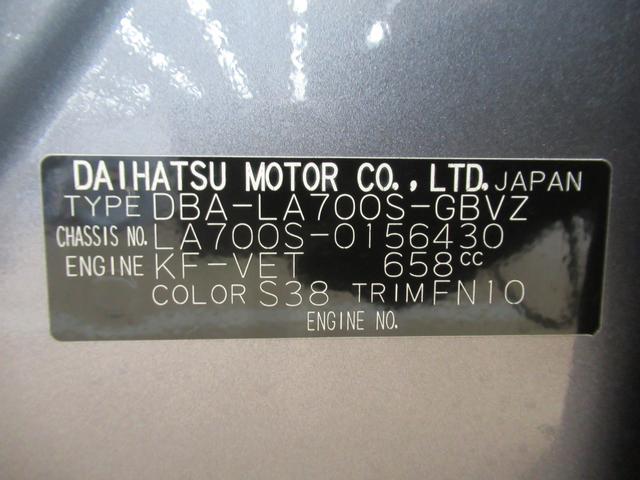 DAIHATSU MOTOR CO., LTD. JAPAN
TYPE DBA-LA700S-GBVZ
CHASSIS NO. LA700S-0156430
ENGINE KF-VET 658cc
COLOR S38 TRIM FN10
ENGINE NO.